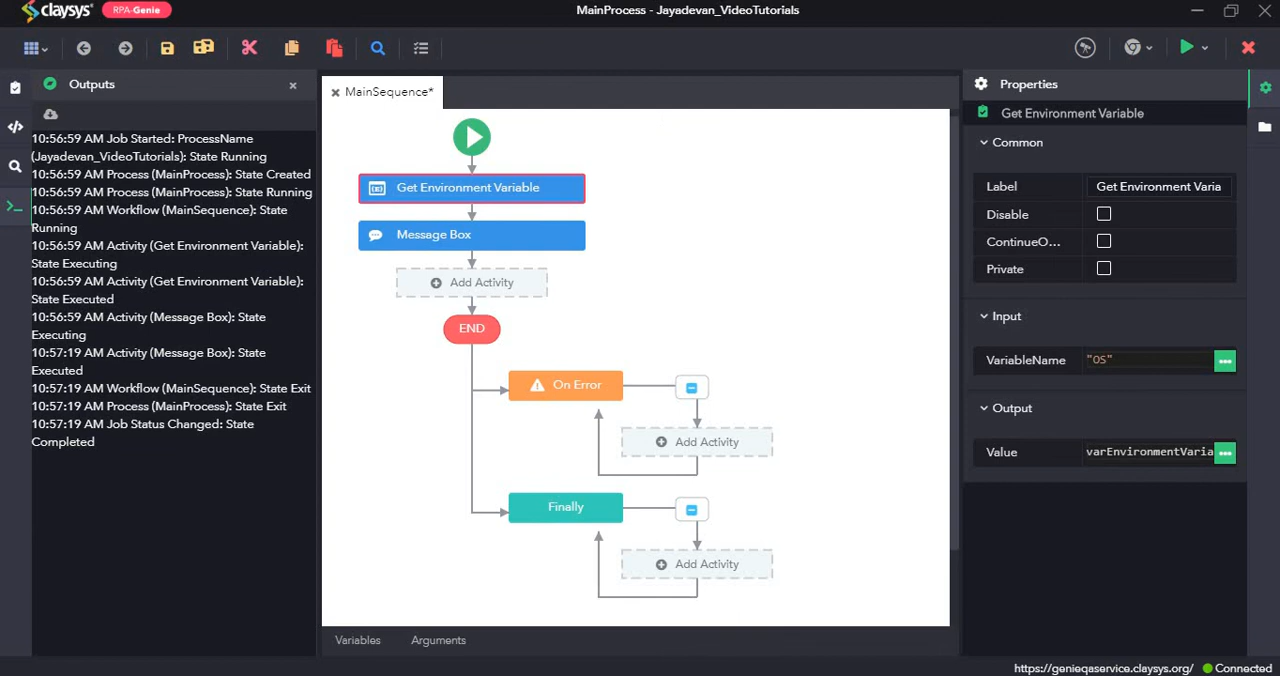 claysys
RPA-Genie
MainProcess - Jayadevan_VideoTutorials
Outputs
10:56:59 AM Job Started: ProcessName
(Jayadevan_VideoTutorials): State Running
10:56:59 AM Process (MainProcess): State Created
10:56:59 AM Process (MainProcess): State Running
10:56:59 AM Workflow (MainSequence): State
Running
10:56:59 AM Activity (Get Environment Variable):
State Executing
10:56:59 AM Activity (Get Environment Variable):
State Executed
10:56:59 AM Activity (Message Box): State
Executing
10:57:19 AM Activity (Message Box): State
Executed
10:57:19 AM Workflow (MainSequence): State Exit
10:57:19 AM Process (MainProcess): State Exit
10:57:19 AM Job Status Changed: State
Completed
MainSequence*
Get Environment Variable
Message Box
Add Activity
END
On Error
Add Activity
Finally
Add Activity
Variables Arguments
Properties
Get Environment Variable
Common
Label Get Environment Varia
Disable
ContinueO...
Private
Input
VariableName "OS"
Output
Value varEnvironmentVaria
https://genieqaservice.claysys.org/ Connected